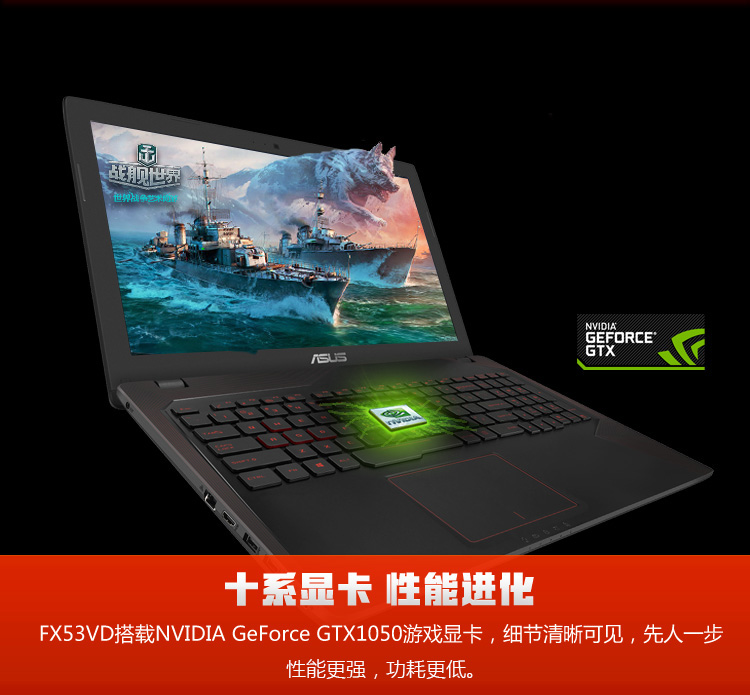 战舰世界
NVIDIA
GEFORCE®
GTX
ASUS
NVIDIA
十系显卡 性能进化
FX53VD搭载NVIDIA GeForce GTX1050游戏显卡，细节清晰可见，先人一步
性能更强，功耗更低。